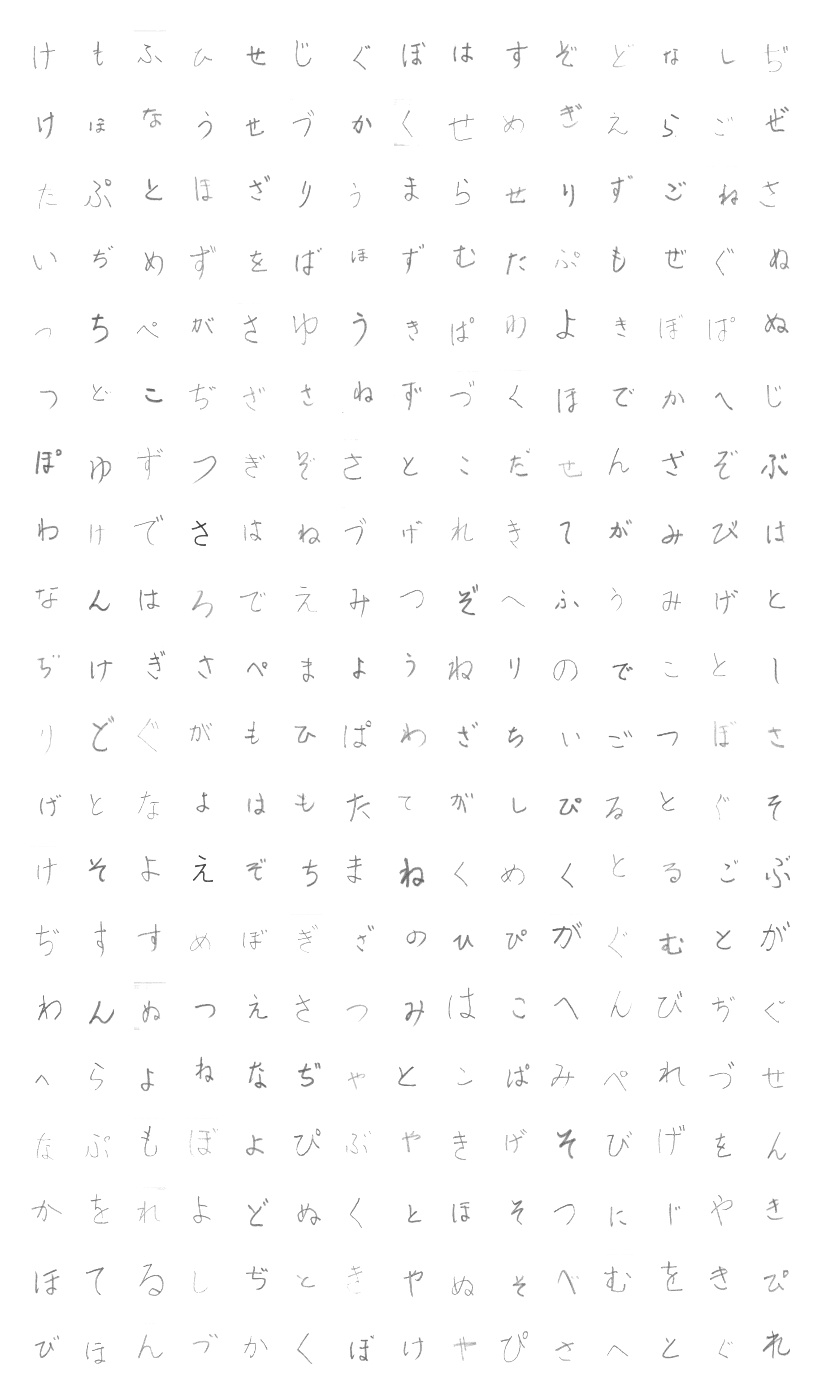 けもふひせじぐぼはすぞどなしぢ
けほなうせづかくせめぎえらごぜ
たぷとほざりうまらせりずごねさ
いぢめずをばほずむたぷもぜぐぬ
っちぺがさゆうきぱわよきぼぱぬ
つどこぢざさねずづくほでかへじ
ぽゆずつぎぞさとこだせんざぞぶ
わけでさはねづげれきてがみびは
なんはろでえみつぞへふうみげと
ぢけぎさぺまようねりのでことし
りどぐがもひぱわざちいごつぼさ
げとなよはもたてがしぴるとぐそ
けそよえぞちまねくめくとるごぶ
ぢすすめぼぎざのひぴがぐむとが
わんぬつえさつみはこへんびぢぐ
へらよねなぢやとこぱみぺれづせ
なぷもぼよぴぶやきげそびげをん
かをれよどぬくとほそつにドやき
ほてるしぢときやぬそべむをきぴ
びほんづかくぼけやぴさへとぐれ